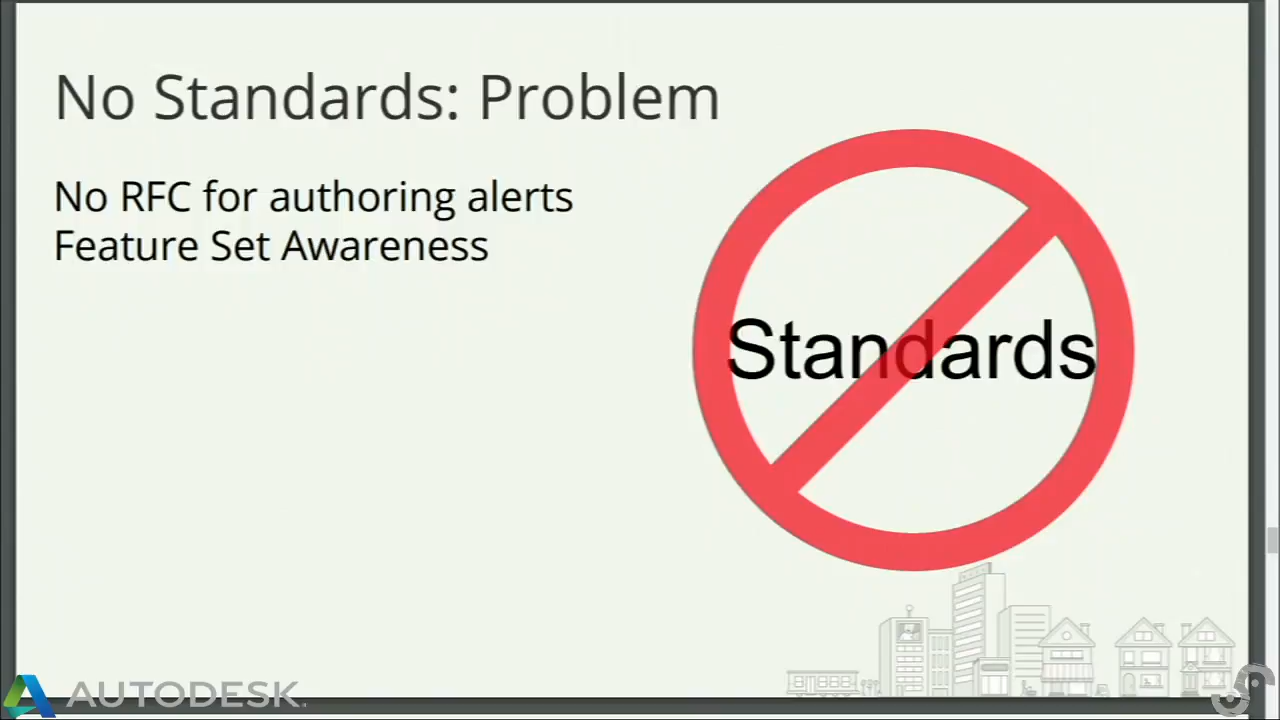 No Standards: Problem
No RFC for authoring alerts
Feature Set Awareness
Standards
AUTODESK.